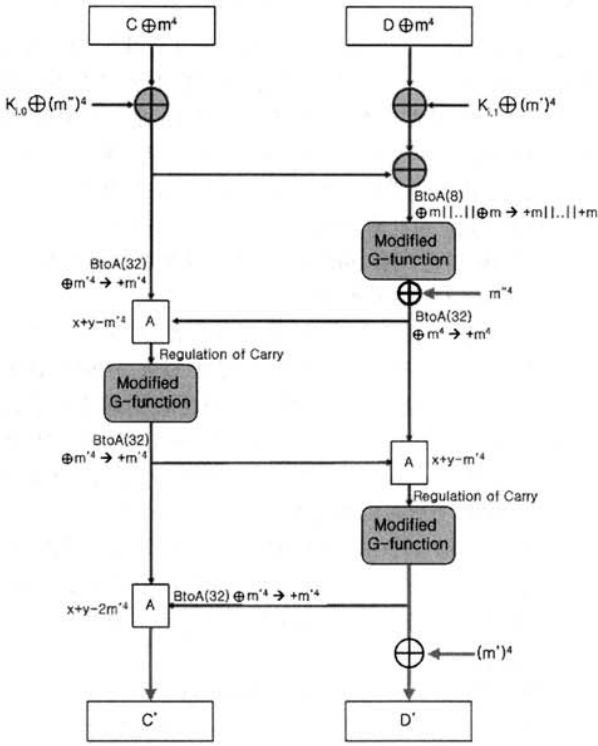 C ⊕m⁴
D ⊕m⁴
Kᵢ,₀⊕(m")⁴
Kᵢ,₁⊕(m')⁴
BtoA(8)
⊕m||..||⊕m → +m||..||+m
Modified
G-function
BtoA(32)
⊕m'⁴ → +m'⁴
m"⁴
x+y-m'⁴
A
BtoA(32)
⊕m⁴ → +m⁴
Regulation of Carry
Modified
G-function
BtoA(32)
⊕m'⁴ → +m'⁴
A
x+y-m'⁴
Regulation of Carry
Modified
G-function
x+y-2m'⁴
A
BtoA(32) ⊕m'⁴ → +m'⁴
(m')⁴
C'
D'